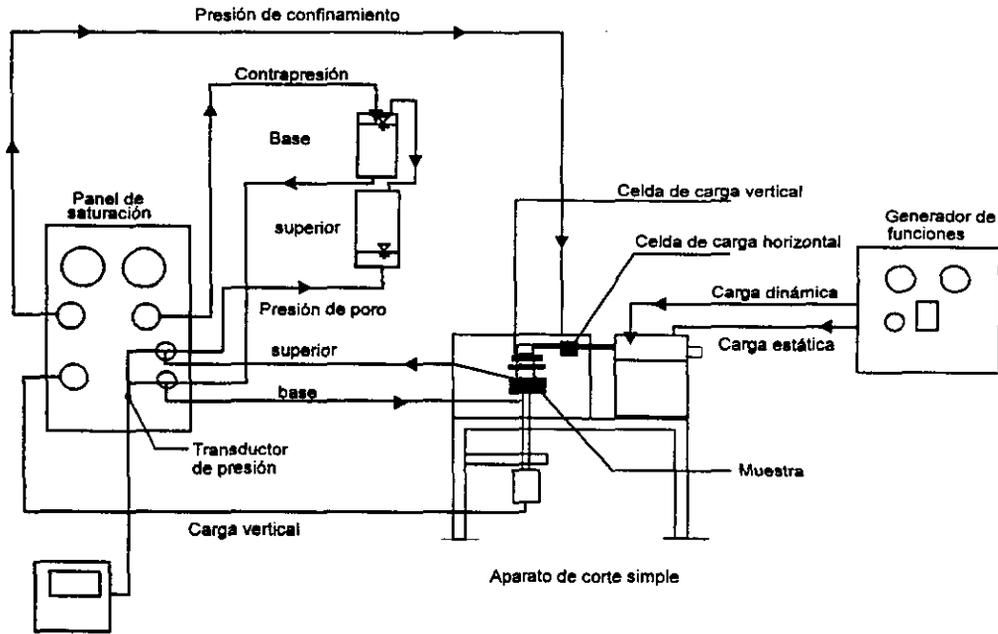 Presión de confinamiento
Contrapresión
Base
Panel de
saturación
superior
Presión de poro
superior
base
Transductor
de presión
Carga vertical
Celda de carga vertical
Celda de carga horizontal
Generador de
funciones
Carga dinámica
Carga estática
Muestra
Aparato de corte simple